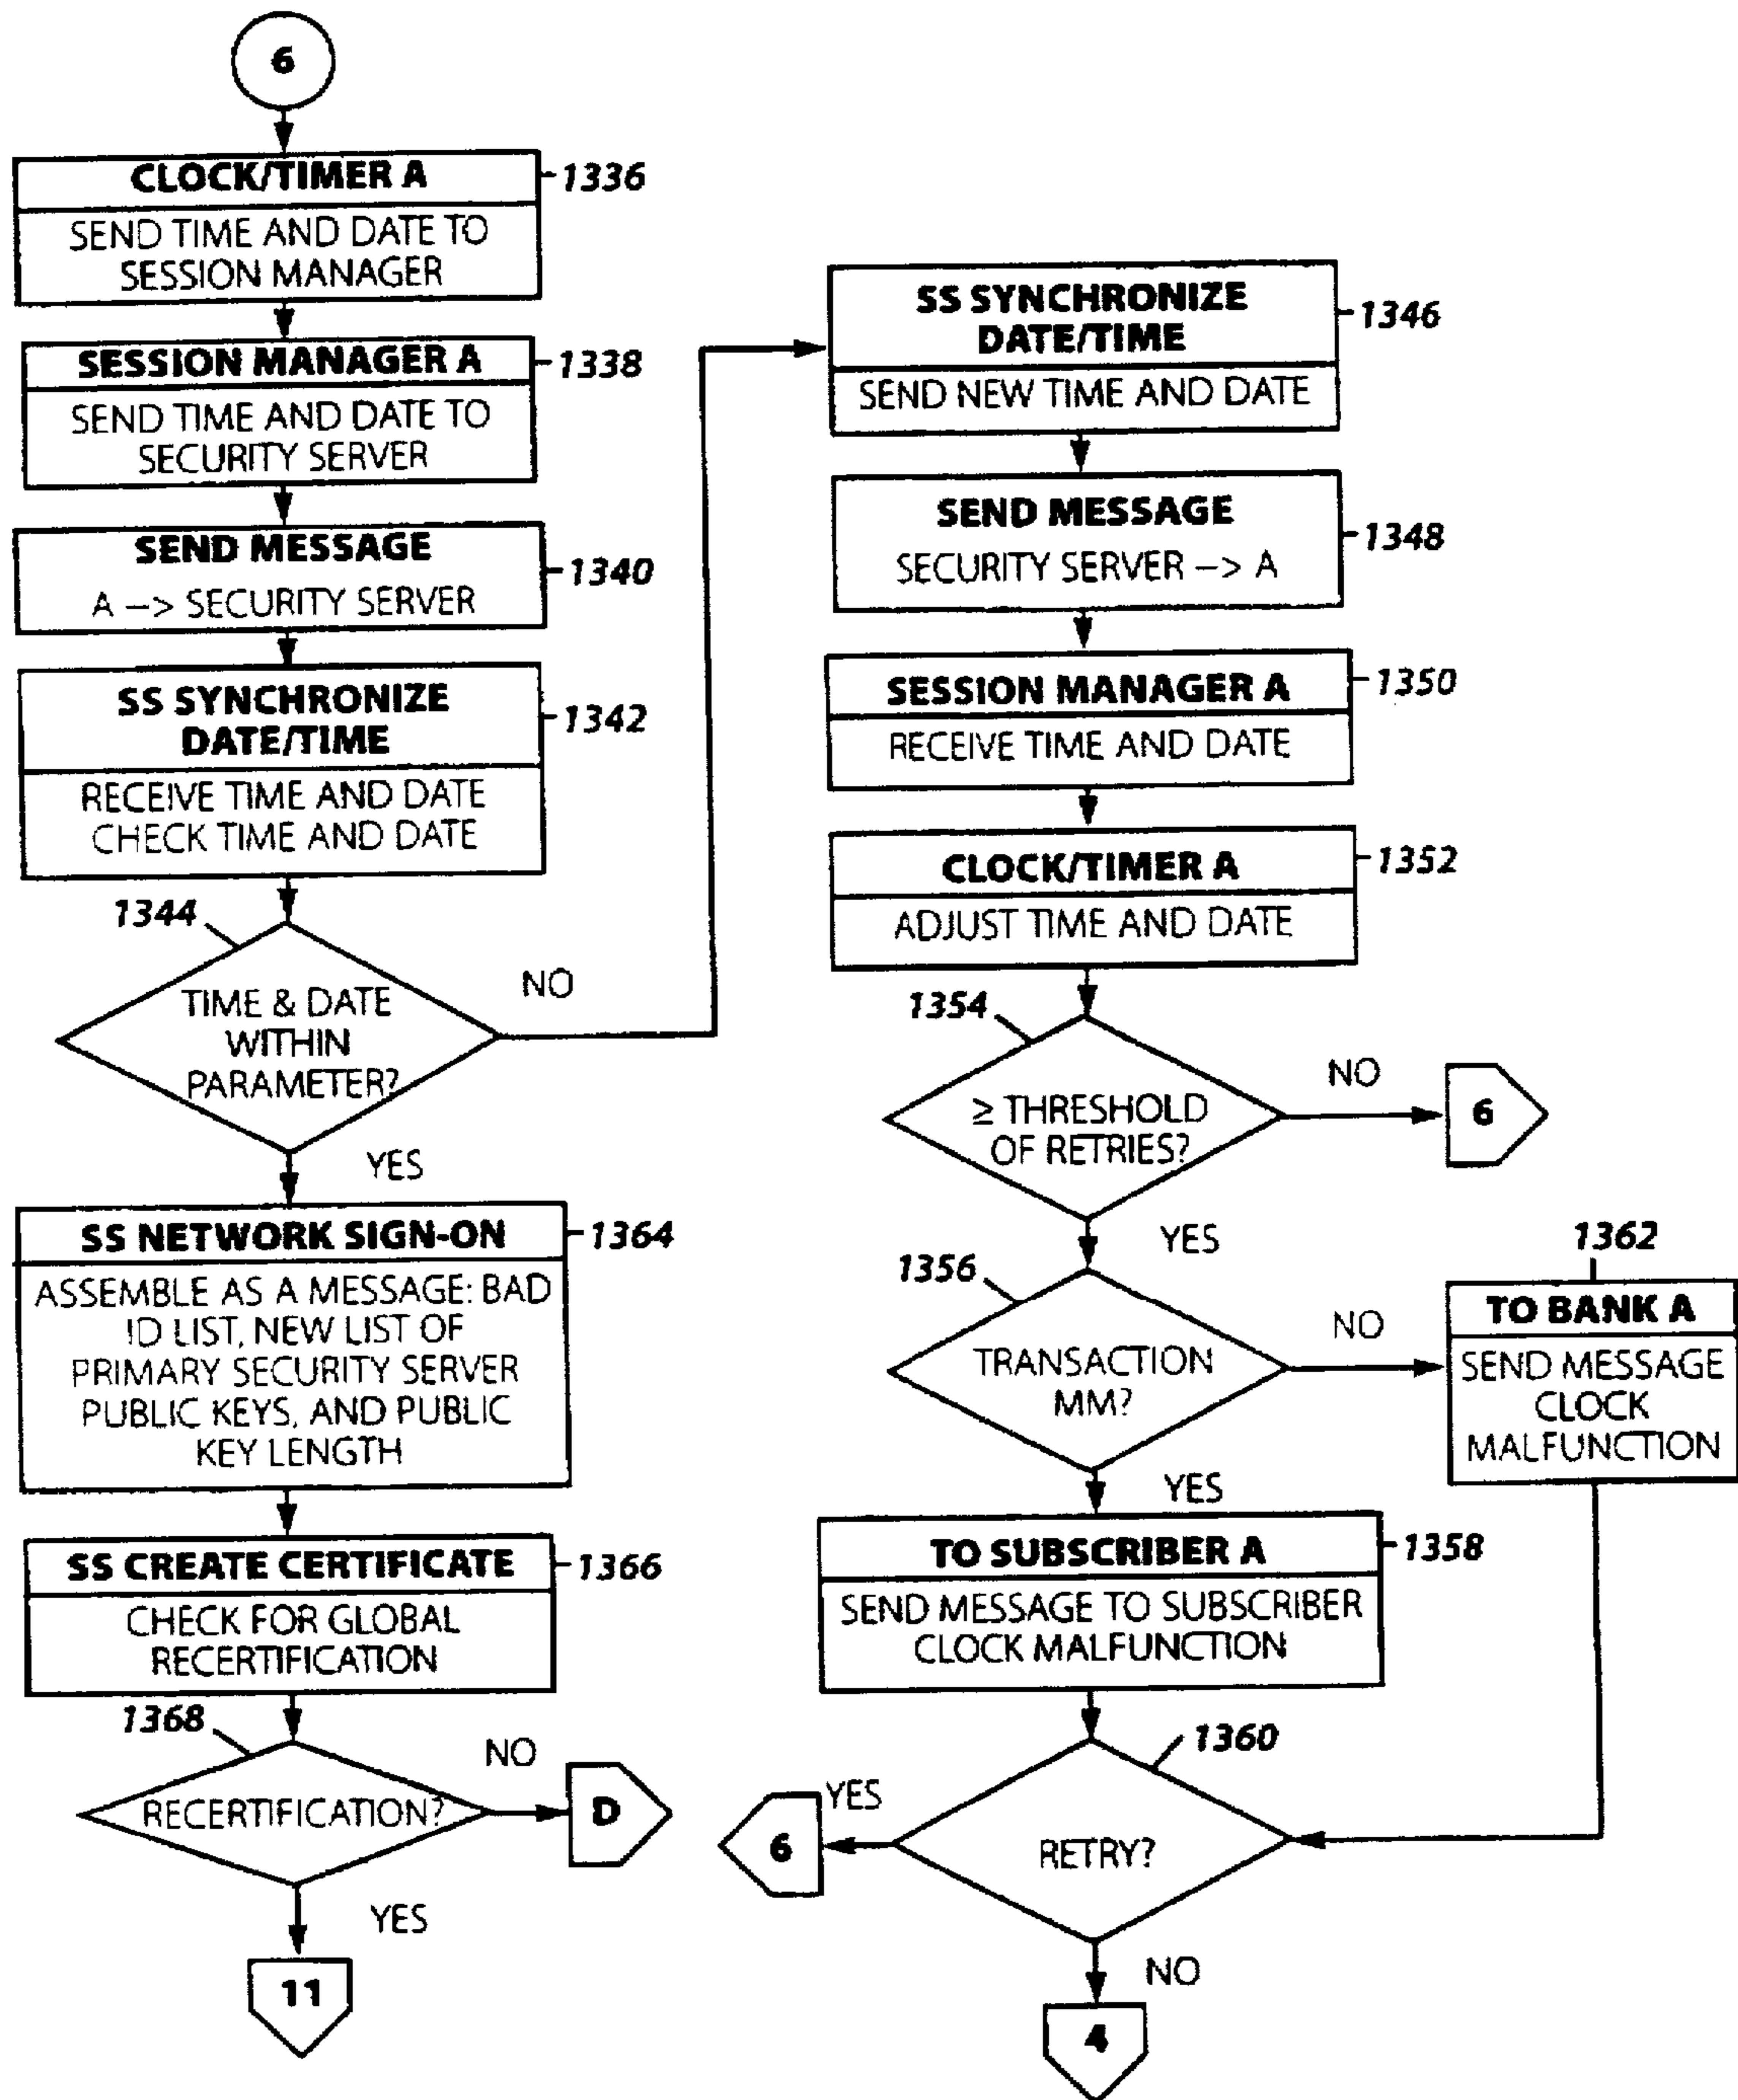 6
CLOCK/TIMER A
1336
SEND TIME AND DATE TO
SESSION MANAGER
SESSION MANAGER A
1338
SEND TIME AND DATE TO
SECURITY SERVER
SEND MESSAGE
1340
A –> SECURITY SERVER
SS SYNCHRONIZE
DATE/TIME
1342
RECEIVE TIME AND DATE
CHECK TIME AND DATE
1344
TIME & DATE
WITHIN
PARAMETER?
NO
YES
SS NETWORK SIGN-ON
1364
ASSEMBLE AS A MESSAGE: BAD
ID LIST, NEW LIST OF
PRIMARY SECURITY SERVER
PUBLIC KEYS, AND PUBLIC
KEY LENGTH
SS CREATE CERTIFICATE
1366
CHECK FOR GLOBAL
RECERTIFICATION
1368
RECERTIFICATION?
NO
D
YES
11
SS SYNCHRONIZE
DATE/TIME
1346
SEND NEW TIME AND DATE
SEND MESSAGE
1348
SECURITY SERVER –> A
SESSION MANAGER A
1350
RECEIVE TIME AND DATE
CLOCK/TIMER A
1352
ADJUST TIME AND DATE
1354
≥ THRESHOLD
OF RETRIES?
NO
6
YES
1356
TRANSACTION
MM?
NO
1362
TO BANK A
SEND MESSAGE
CLOCK
MALFUNCTION
YES
TO SUBSCRIBER A
1358
SEND MESSAGE TO SUBSCRIBER
CLOCK MALFUNCTION
1360
RETRY?
YES
6
NO
4